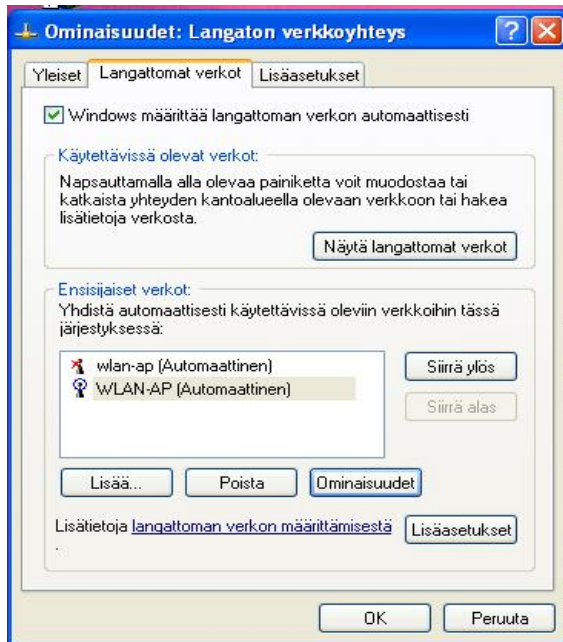 Ominaisuudet: Langaton verkkoyhteys
Yleiset
Langattomat verkot
Lisäasetukset
Windows määrittää langattoman verkon automaattisesti
Käytettävissä olevat verkot:
Napsauttamalla alla olevaa painiketta voit muodostaa tai
katkaista yhteyden kantoalueella olevaan verkkoon tai hakea
lisätietoja verkosta.
Näytä langattomat verkot
Ensisijaiset verkot:
Yhdistä automaattisesti käytettävissä oleviin verkkoihin tässä
järjestyksessä:
wlan-ap (Automaattinen)
WLAN-AP (Automaattinen)
Siirrä ylös
Siirrä alas
Lisää...
Poista
Ominaisuudet
Lisätietoja langattoman verkon määrittämisestä
.
Lisäasetukset
OK
Peruuta